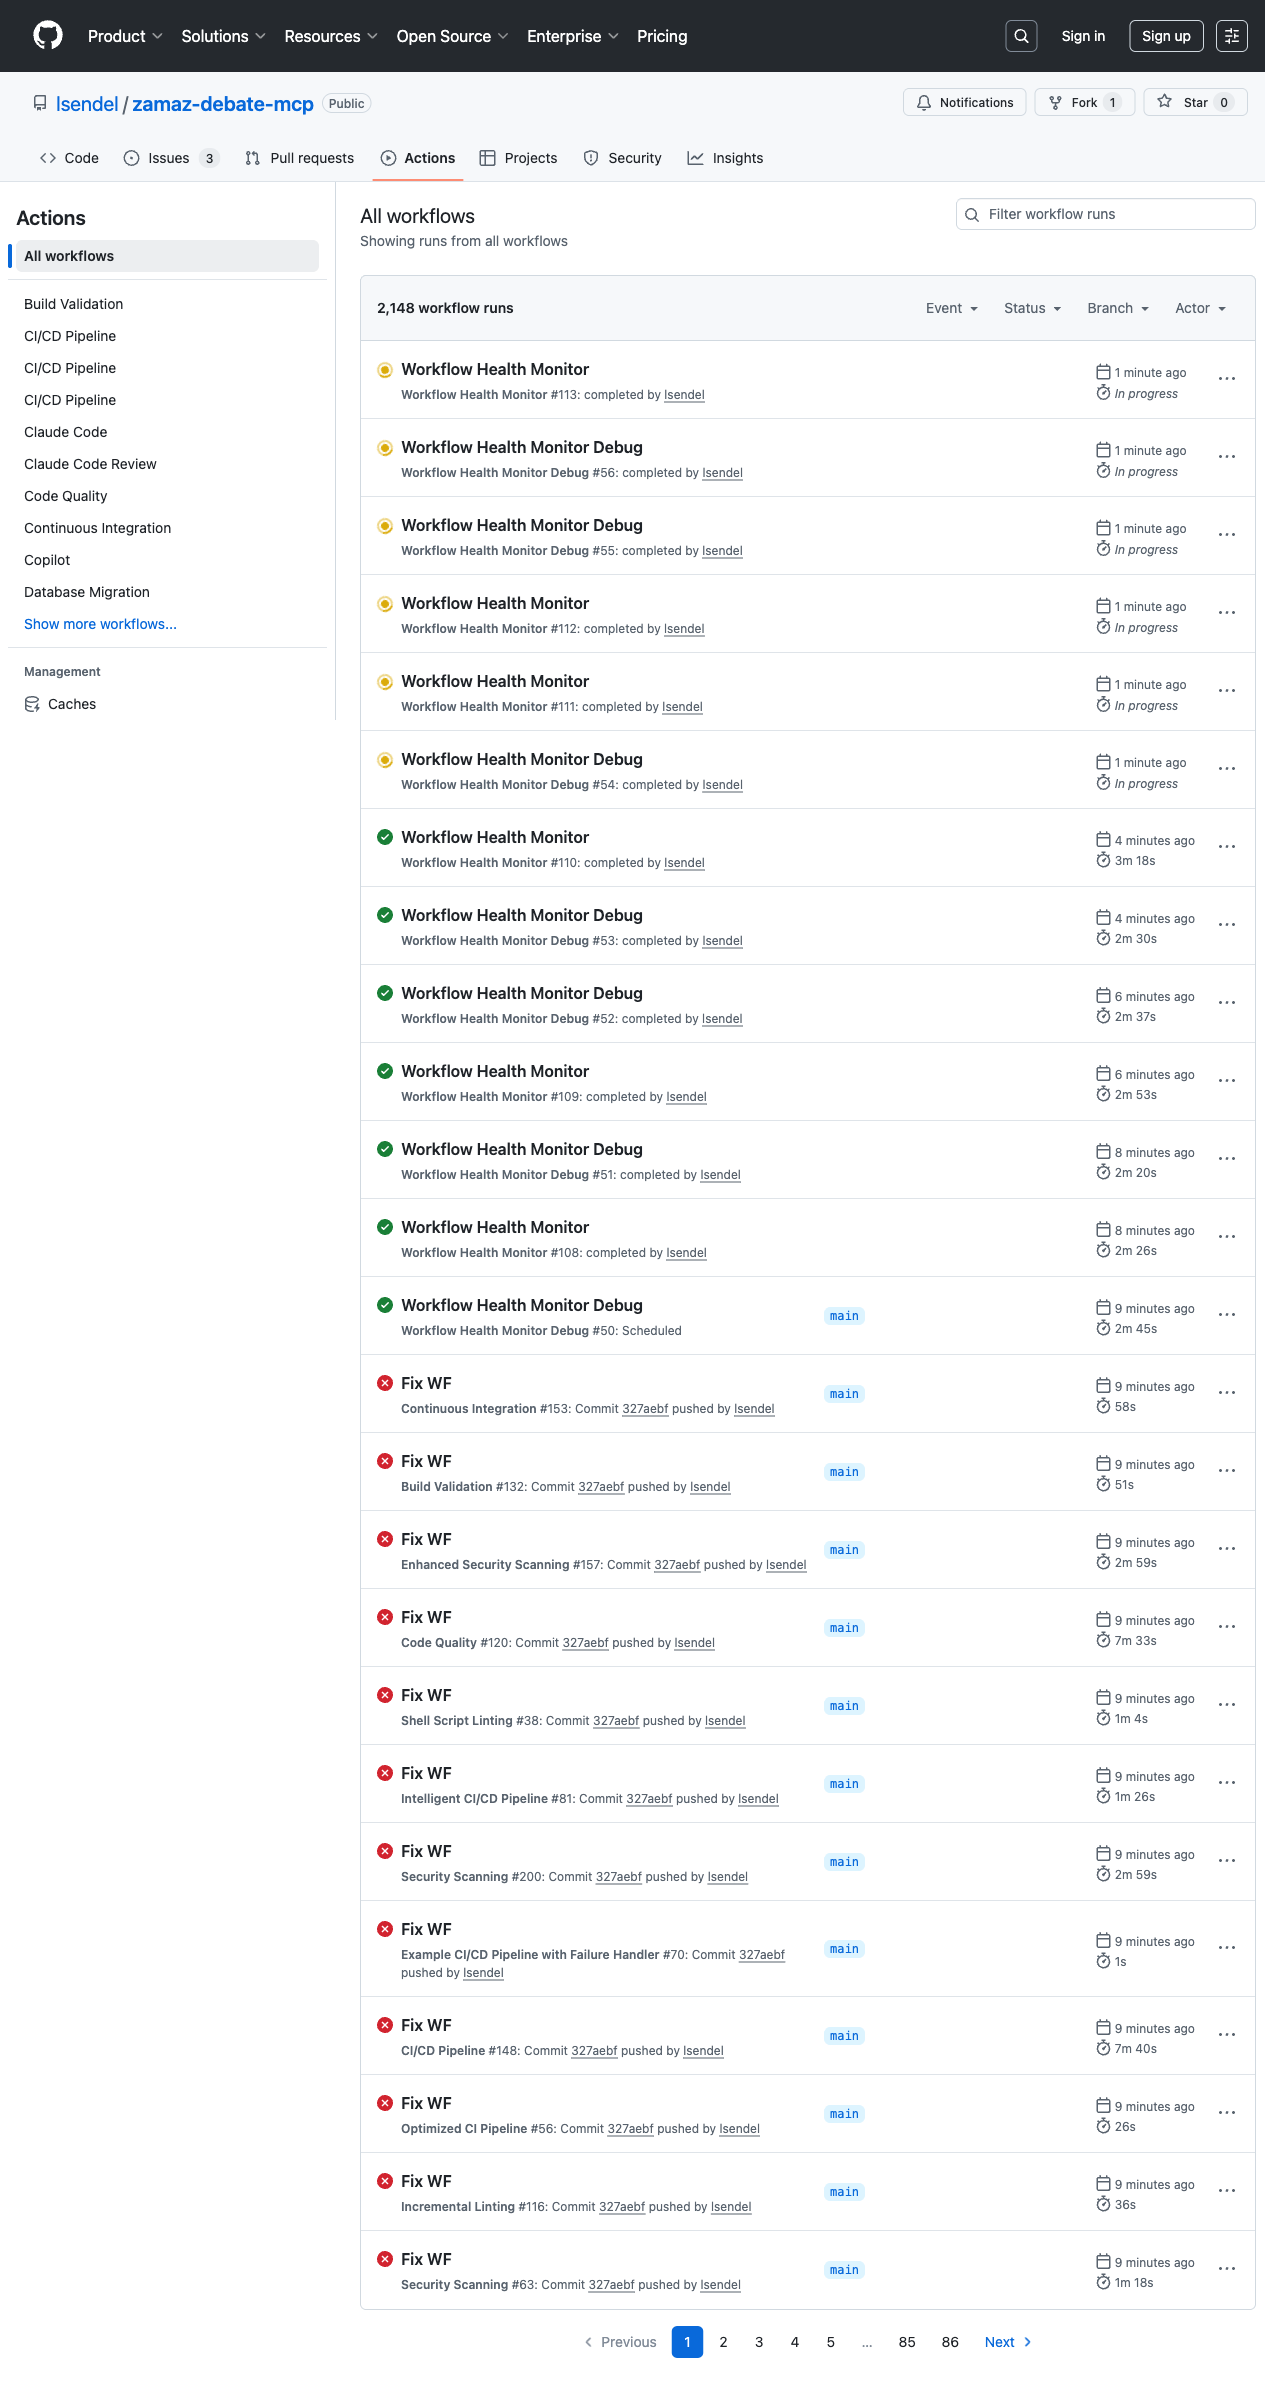 Product
Solutions
Resources
Open Source
Enterprise
Pricing
Sign in
Sign up
lsendel / zamaz-debate-mcp Public
Notifications
Fork 1
Star 0
Code
Issues 3
Pull requests
Actions
Projects
Security
Insights
Actions
All workflows
Build Validation
CI/CD Pipeline
CI/CD Pipeline
CI/CD Pipeline
Claude Code
Claude Code Review
Code Quality
Continuous Integration
Copilot
Database Migration
Show more workflows...
Management
Caches
All workflows
Showing runs from all workflows
Filter workflow runs
2,148 workflow runs
Event
Status
Branch
Actor
Workflow Health Monitor
Workflow Health Monitor #113: completed by lsendel
1 minute ago
In progress
Workflow Health Monitor Debug
Workflow Health Monitor Debug #56: completed by lsendel
1 minute ago
In progress
Workflow Health Monitor Debug
Workflow Health Monitor Debug #55: completed by lsendel
1 minute ago
In progress
Workflow Health Monitor
Workflow Health Monitor #112: completed by lsendel
1 minute ago
In progress
Workflow Health Monitor
Workflow Health Monitor #111: completed by lsendel
1 minute ago
In progress
Workflow Health Monitor Debug
Workflow Health Monitor Debug #54: completed by lsendel
1 minute ago
In progress
Workflow Health Monitor
Workflow Health Monitor #110: completed by lsendel
4 minutes ago
3m 18s
Workflow Health Monitor Debug
Workflow Health Monitor Debug #53: completed by lsendel
4 minutes ago
2m 30s
Workflow Health Monitor Debug
Workflow Health Monitor Debug #52: completed by lsendel
6 minutes ago
2m 37s
Workflow Health Monitor
Workflow Health Monitor #109: completed by lsendel
6 minutes ago
2m 53s
Workflow Health Monitor Debug
Workflow Health Monitor Debug #51: completed by lsendel
8 minutes ago
2m 20s
Workflow Health Monitor
Workflow Health Monitor #108: completed by lsendel
8 minutes ago
2m 26s
Workflow Health Monitor Debug
Workflow Health Monitor Debug #50: Scheduled
main
9 minutes ago
2m 45s
Fix WF
Continuous Integration #153: Commit 327aebf pushed by lsendel
main
9 minutes ago
58s
Fix WF
Build Validation #132: Commit 327aebf pushed by lsendel
main
9 minutes ago
51s
Fix WF
Enhanced Security Scanning #157: Commit 327aebf pushed by lsendel
main
9 minutes ago
2m 59s
Fix WF
Code Quality #120: Commit 327aebf pushed by lsendel
main
9 minutes ago
7m 33s
Fix WF
Shell Script Linting #38: Commit 327aebf pushed by lsendel
main
9 minutes ago
1m 4s
Fix WF
Intelligent CI/CD Pipeline #81: Commit 327aebf pushed by lsendel
main
9 minutes ago
1m 26s
Fix WF
Security Scanning #200: Commit 327aebf pushed by lsendel
main
9 minutes ago
2m 59s
Fix WF
Example CI/CD Pipeline with Failure Handler #70: Commit 327aebf
pushed by lsendel
main
9 minutes ago
1s
Fix WF
CI/CD Pipeline #148: Commit 327aebf pushed by lsendel
main
9 minutes ago
7m 40s
Fix WF
Optimized CI Pipeline #56: Commit 327aebf pushed by lsendel
main
9 minutes ago
26s
Fix WF
Incremental Linting #116: Commit 327aebf pushed by lsendel
main
9 minutes ago
36s
Fix WF
Security Scanning #63: Commit 327aebf pushed by lsendel
main
9 minutes ago
1m 18s
Previous 1 2 3 4 5 … 85 86 Next